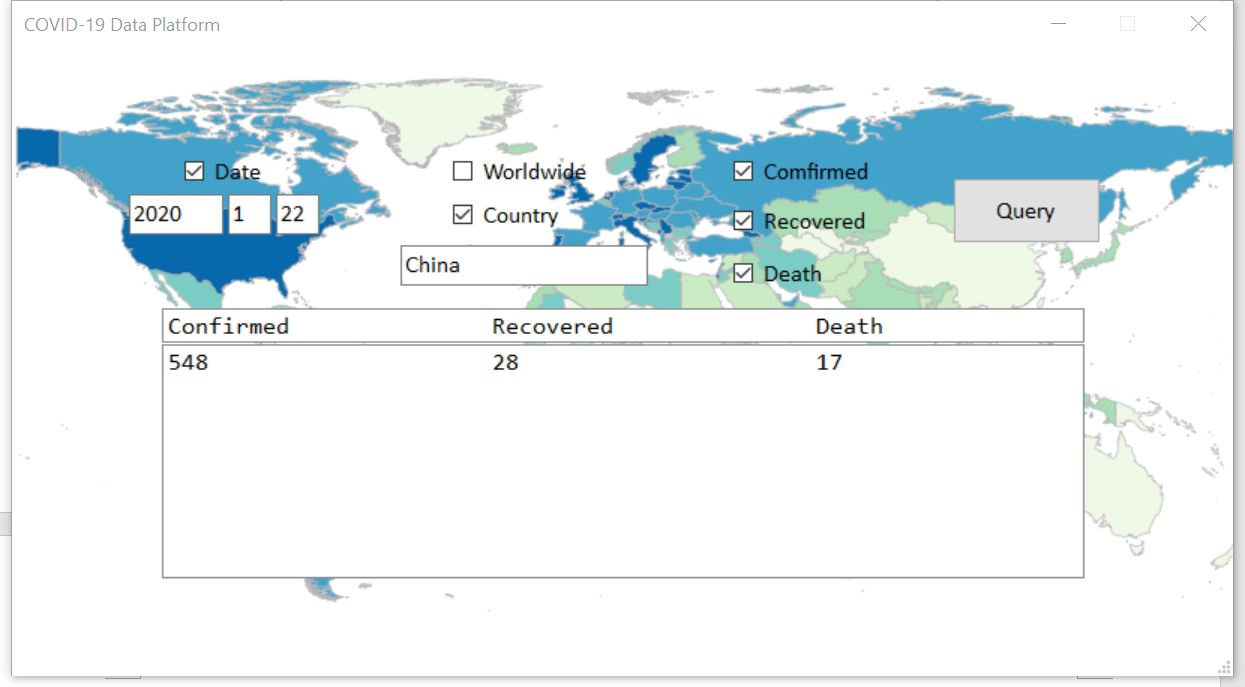 COVID-19 Data Platform
Date
Worldwide
Comfirmed
2020 1 22
Country
Recovered
Query
China
Death
Confirmed Recovered Death
548 28 17